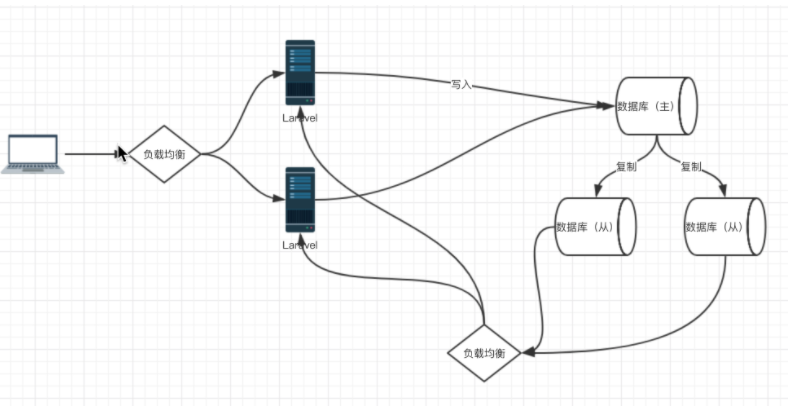 Laravel
写入
数据库（主）
负载均衡
复制
复制
Laravel
数据库（从）
数据库（从）
负载均衡